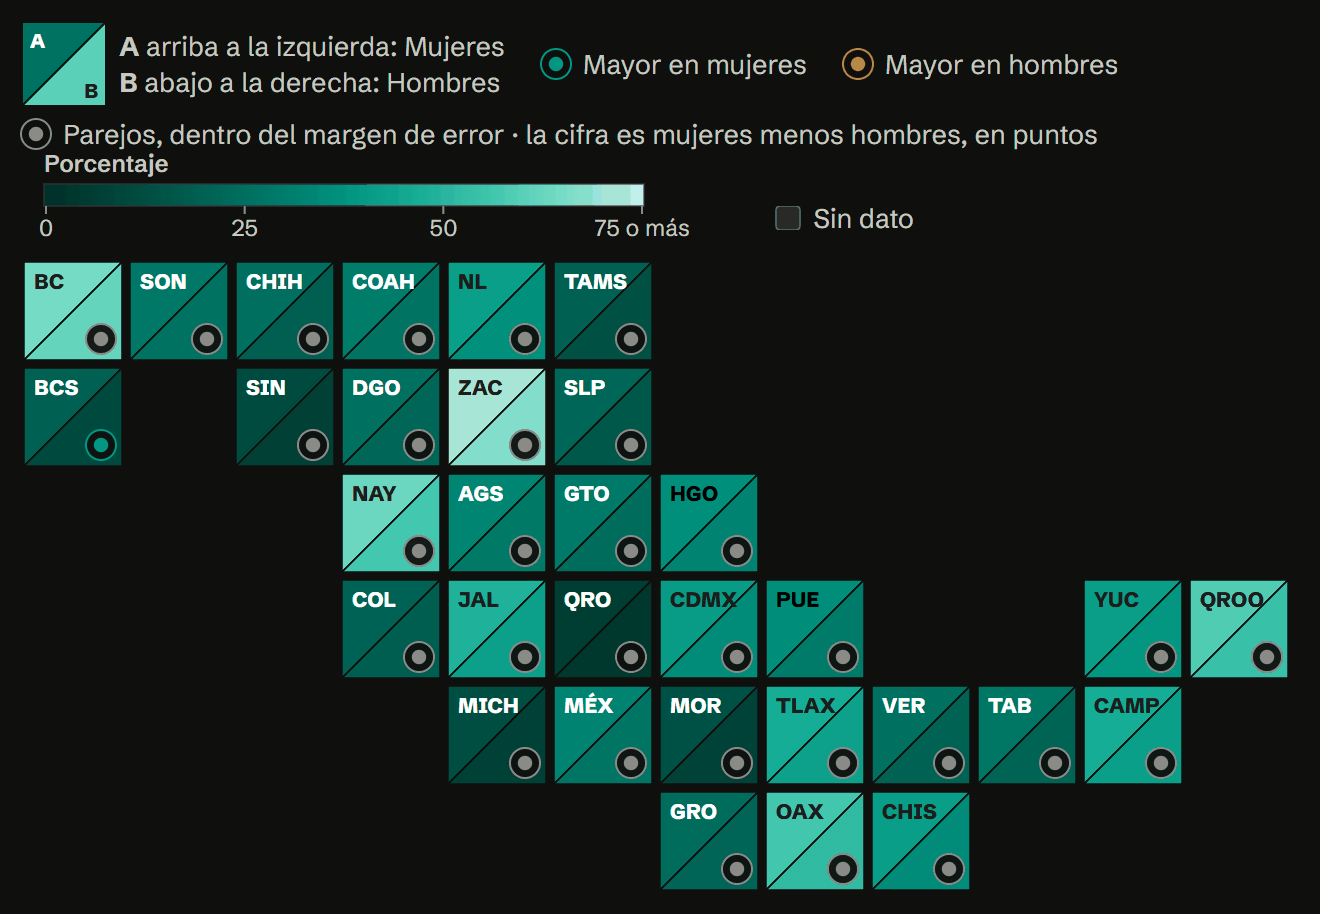 A
B
A arriba a la izquierda: Mujeres
B abajo a la derecha: Hombres
Mayor en mujeres
Mayor en hombres
Parejos, dentro del margen de error · la cifra es mujeres menos hombres, en puntos
Porcentaje
0 25 50 75 o más
Sin dato
BC SON CHIH COAH NL TAMS
BCS SIN DGO ZAC SLP
NAY AGS GTO HGO
COL JAL QRO CDMX PUE YUC QROO
MICH MÉX MOR TLAX VER TAB CAMP
GRO OAX CHIS